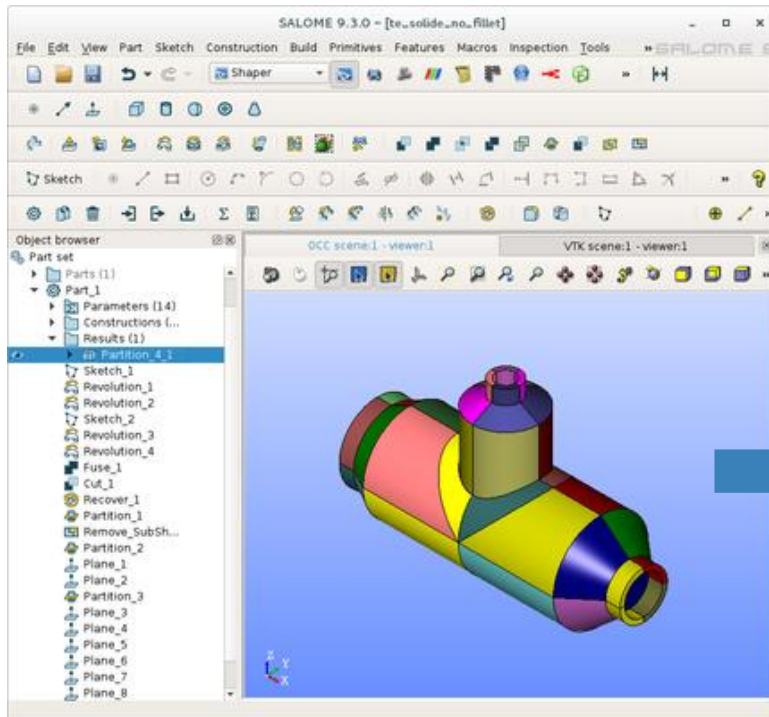 SALOME 9.3.0 - [te_solide_no_fillet]
File Edit View Part Sketch Construction Build Primitives Features Macros Inspection Tools » SALOME
Shaper »
Sketch »
Object browser
OCC scene:1 - viewer:1 VTK scene:1 - viewer:1
Part set
Parts (1)
Part_1
Parameters (14)
Constructions (...
Results (1)
Partition_4_1
Sketch_1
Revolution_1
Revolution_2
Sketch_2
Revolution_3
Revolution_4
Fuse_1
Cut_1
Recover_1
Partition_1
Remove_SubSh...
Partition_2
Plane_1
Plane_2
Partition_3
Plane_3
Plane_4
Plane_5
Plane_6
Plane_7
Plane_8
Z
Y
X